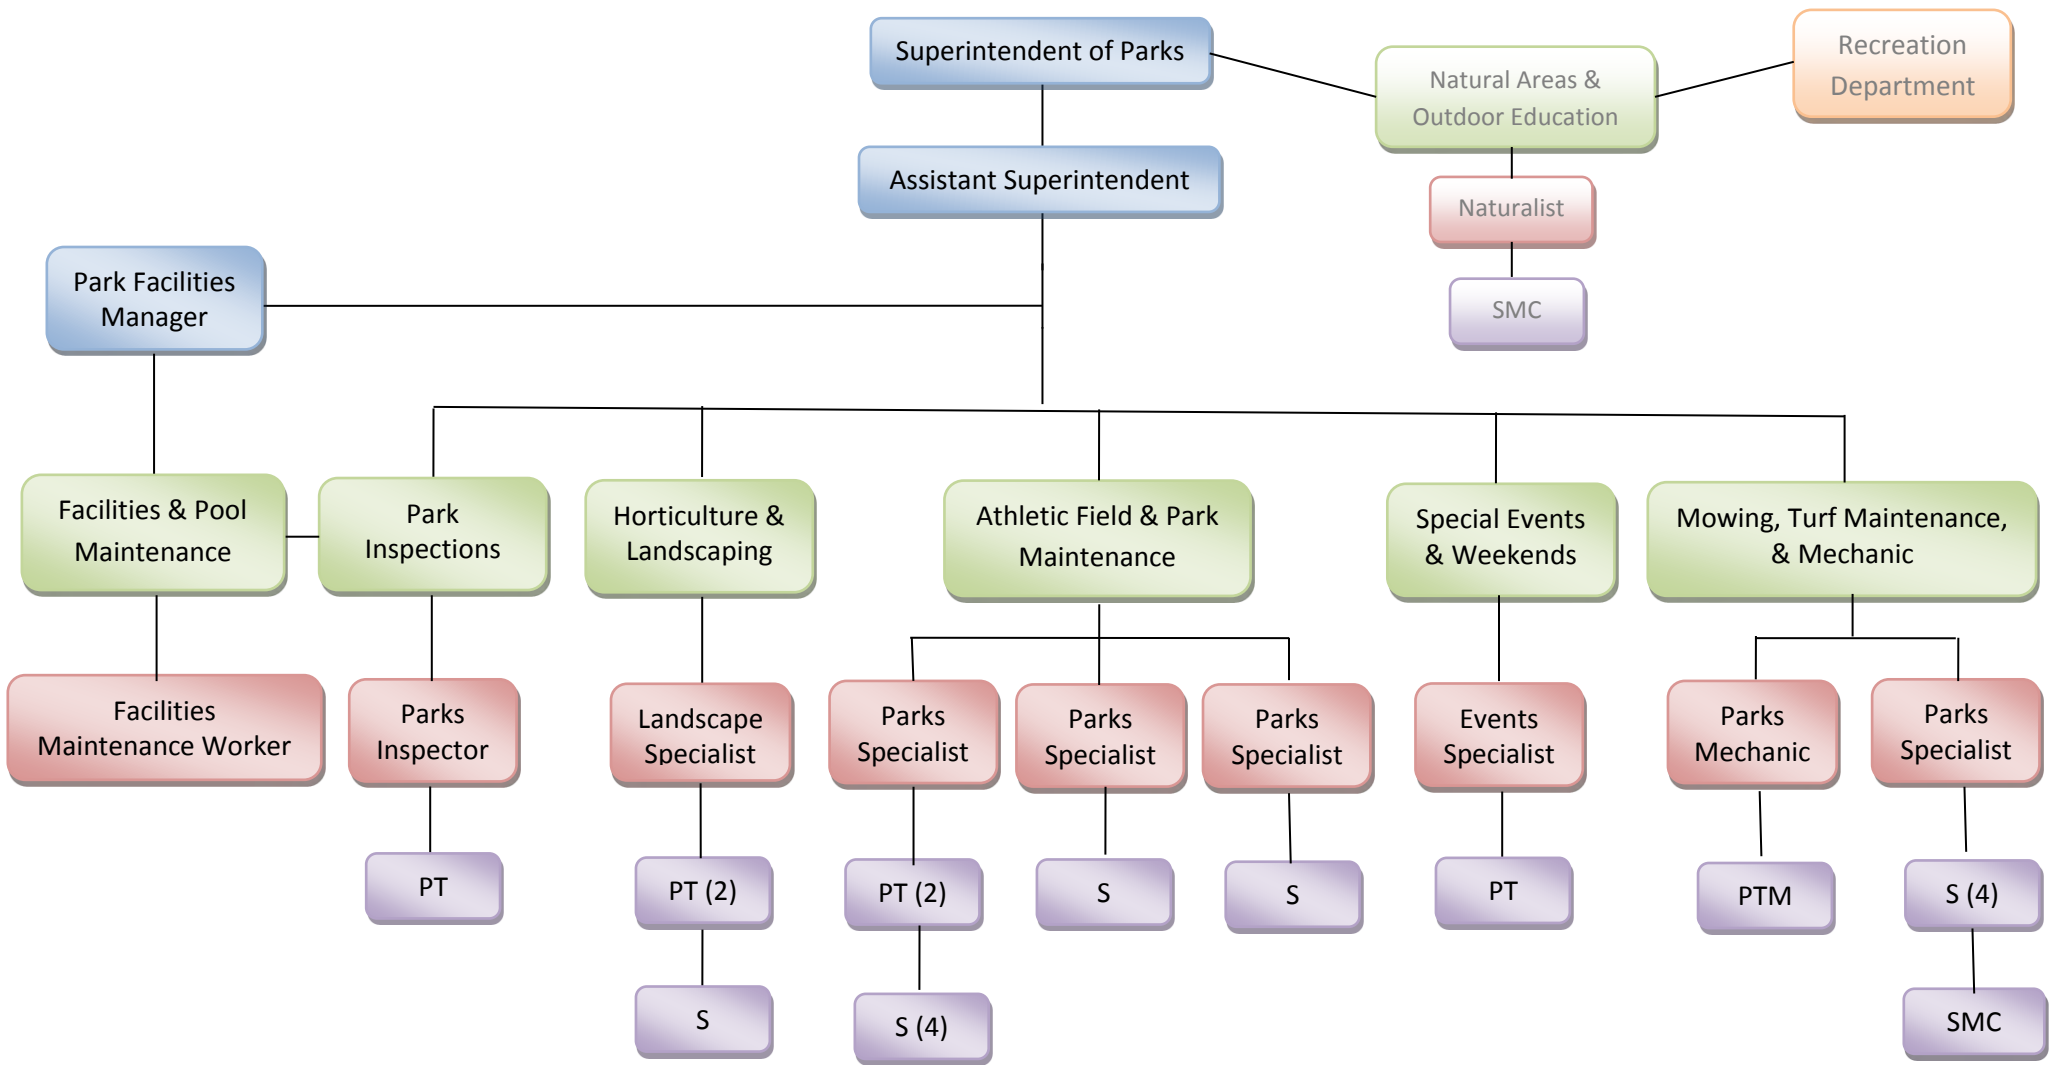 Superintendent of Parks
Natural Areas &
Outdoor Education
Recreation
Department
Assistant Superintendent
Naturalist
SMC
Park Facilities
Manager
Facilities & Pool
Maintenance
Park
Inspections
Horticulture &
Landscaping
Athletic Field & Park
Maintenance
Special Events
& Weekends
Mowing, Turf Maintenance,
& Mechanic
Facilities
Maintenance Worker
Parks
Inspector
Landscape
Specialist
Parks
Specialist
Parks
Specialist
Parks
Specialist
Events
Specialist
Parks
Mechanic
Parks
Specialist
PT
PT (2)
PT (2)
S
S
PT
PTM
S (4)
S
S (4)
SMC